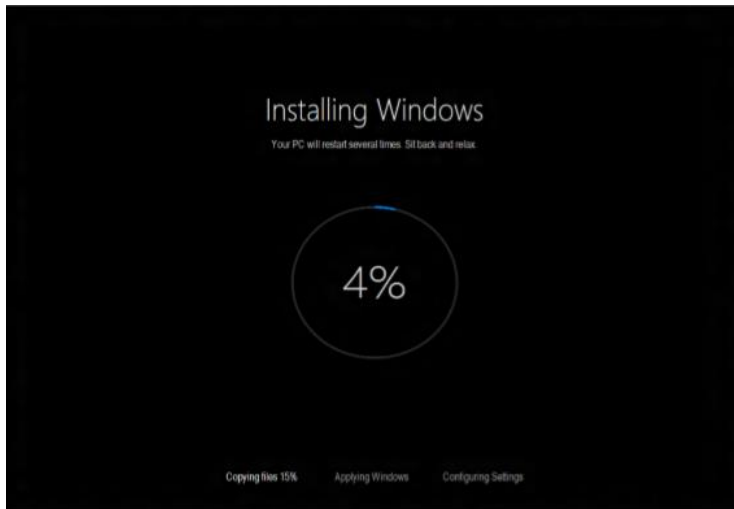 Installing Windows
Your PC will restart several times. Sit back and relax.
4%
Copying files 15% Applying Windows Configuring Settings